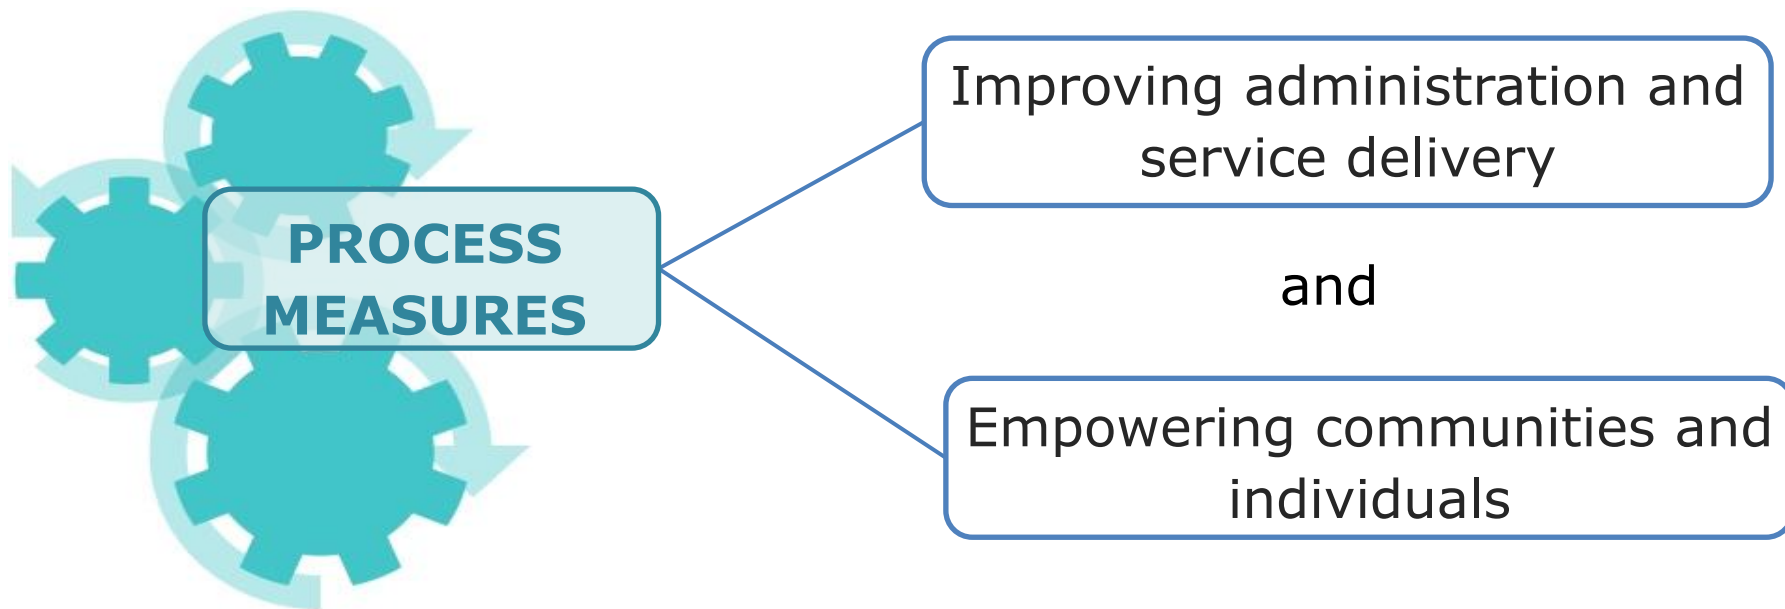 PROCESS
MEASURES
Improving administration and
service delivery
and
Empowering communities and
individuals